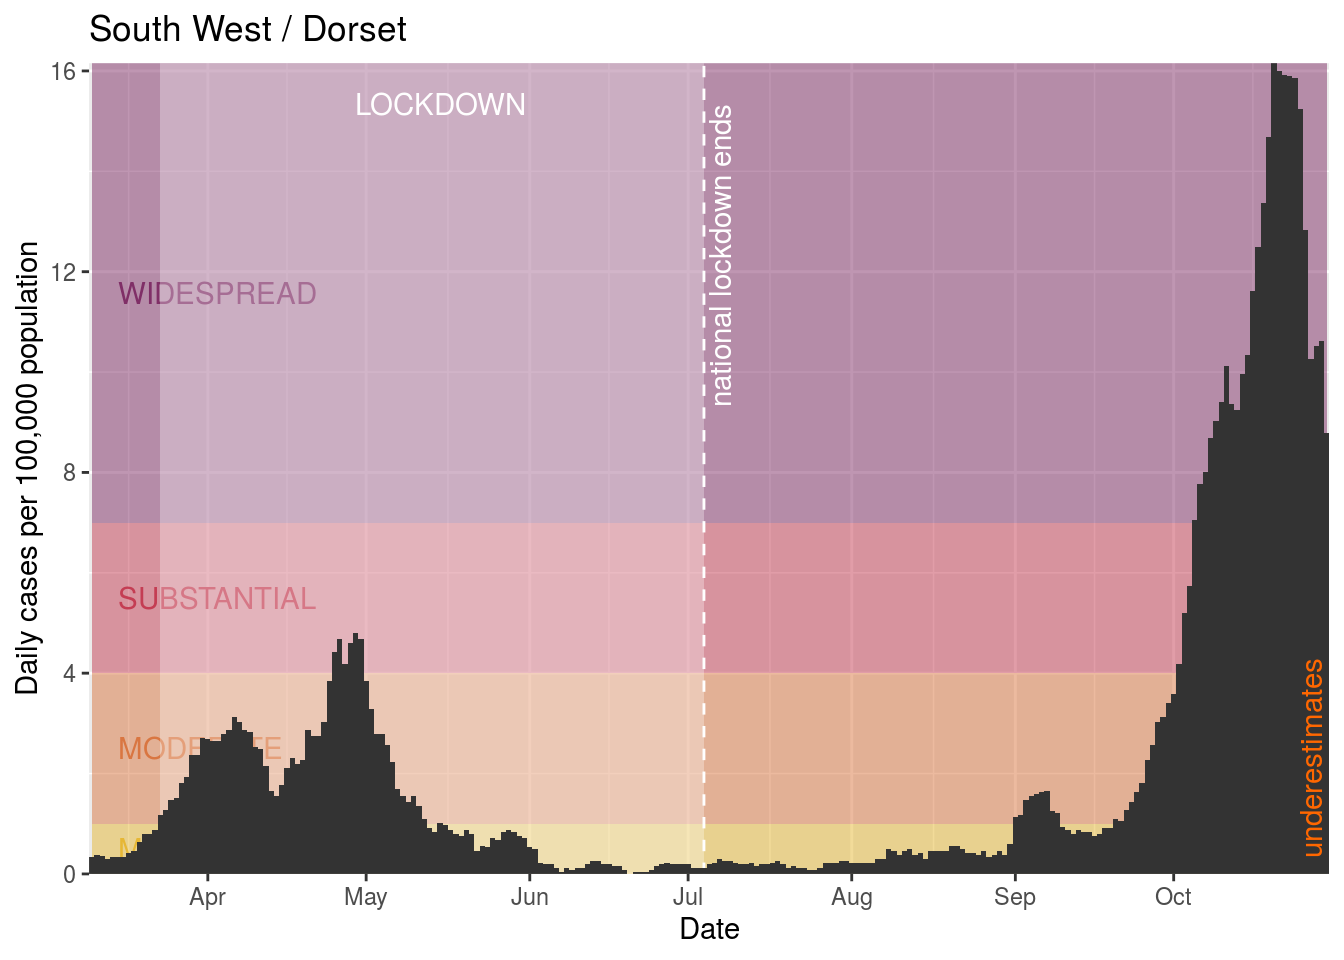 South West / Dorset
Daily cases per 100,000 population
16
12
8
4
0
LOCKDOWN
national lockdown ends
WIDESPREAD
SUBSTANTIAL
underestimates
Apr
May
Jun
Jul
Aug
Sep
Oct
Date